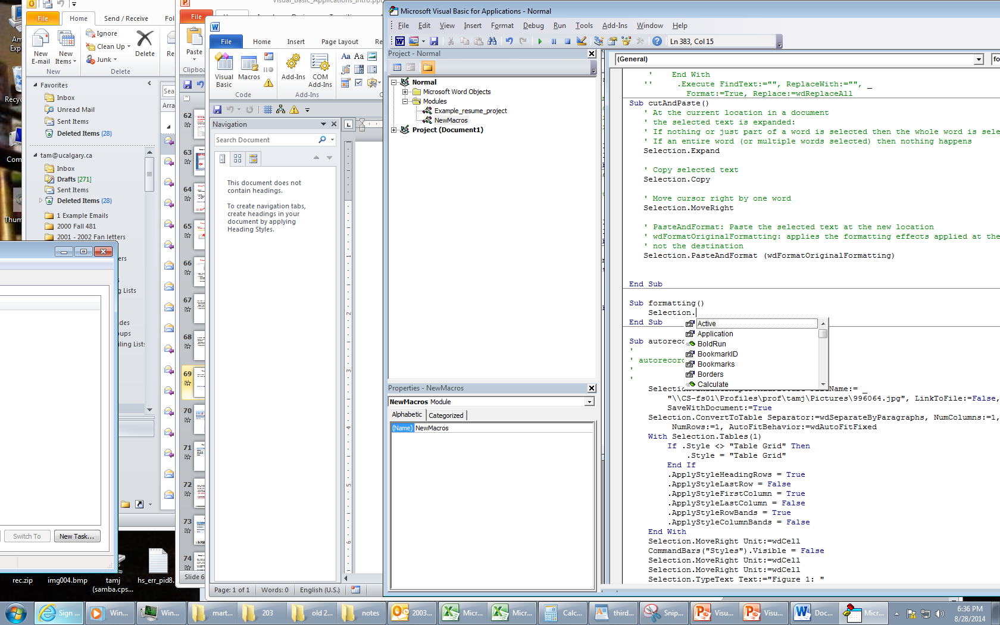 Visual_Basic_Applications_Intro.pp
Microsoft Visual Basic for Applications - Normal
File Home Send / Receive Fol
File
File Home Insert Page Layout Re
File Edit View Insert Format Debug Run Tools Add-Ins Window Help
Ln 383, Col 15
New E-mail
New Items
New
Ignore
Clean Up
Junk
Delete
Delete
Re
Paste
Clipboa
Visual Basic
Macros
Code
Add-Ins
COM Add-Ins
Add-Ins
Favorites
Inbox
Unread Mail
Sent Items
Deleted Items (28)
tam@ucalgary.ca
Inbox
Drafts [271]
Sent Items
Deleted Items (28)
1 Example Emails
2000 Fall 481
2001 - 2002 Fan letters
ers
g Lists
des
oups
iling Lists
Sea
Arra
Switch To
New Task...
rec.zip
img004.bmp
tamj
(samba.cps...
hs_err_pid8.
62
63
64
65
66
67
68
69
70
71
72
73
74
Slide 6
Navigation
Search Document
This document does not
contain headings.
To create navigation tabs,
create headings in your
document by applying
Heading Styles.
Page: 1 of 1 Words: 0 English (U.S.)
Project - Normal
Normal
Microsoft Word Objects
Modules
Example_resume_project
NewMacros
Project (Document1)
Properties - NewMacros
NewMacros Module
Alphabetic Categorized
(Name) NewMacros
(General) fo
' End With
'' .Execute FindText:="", ReplaceWith:="", _
Format:=True, Replace:=wdReplaceAll
Sub cutAndPaste()
' At the current location in a document
' the selected text is expanded:
' If nothing or just part of a word is selected then the whole word is sele
' If an entire word (or multiple words selected) then nothing happens
Selection.Expand
' Copy selected text
Selection.Copy
' Move cursor right by one word
Selection.MoveRight
' PasteAndFormat: Paste the selected text at the new location
' wdFormatOriginalFormatting: applies the formatting effects applied at the
' not the destination
Selection.PasteAndFormat (wdFormatOriginalFormatting)
End Sub
Sub formatting()
Selection.
End Sub
Active
Application
BoldRun
BookmarkID
Bookmarks
Borders
Calculate
Sub autoreco
'
' autorecord
'
'
"\\CS-fs01\Profiles\prof\tamj\Pictures\996064.jpg", LinkToFile:=False,
SaveWithDocument:=True
Selection.ConvertToTable Separator:=wdSeparateByParagraphs, NumColumns:=1,
NumRows:=1, AutoFitBehavior:=wdAutoFitFixed
With Selection.Tables(1)
If .Style <> "Table Grid" Then
.Style = "Table Grid"
End If
.ApplyStyleHeadingRows = True
.ApplyStyleLastRow = False
.ApplyStyleFirstColumn = True
.ApplyStyleLastColumn = False
.ApplyStyleRowBands = True
.ApplyStyleColumnBands = False
End With
Selection.MoveRight Unit:=wdCell
CommandBars("Styles").Visible = False
Selection.MoveRight Unit:=wdCell
Selection.MoveRight Unit:=wdCell
Selection.TypeText Text:="Figure 1: "
Sign ... Win... Win... mart... 203 old 2... notes 2003... Micr... Micr... Calc... third... Snip... Visu... Visu... Doc... Micr...
6:36 PM
8/28/2014